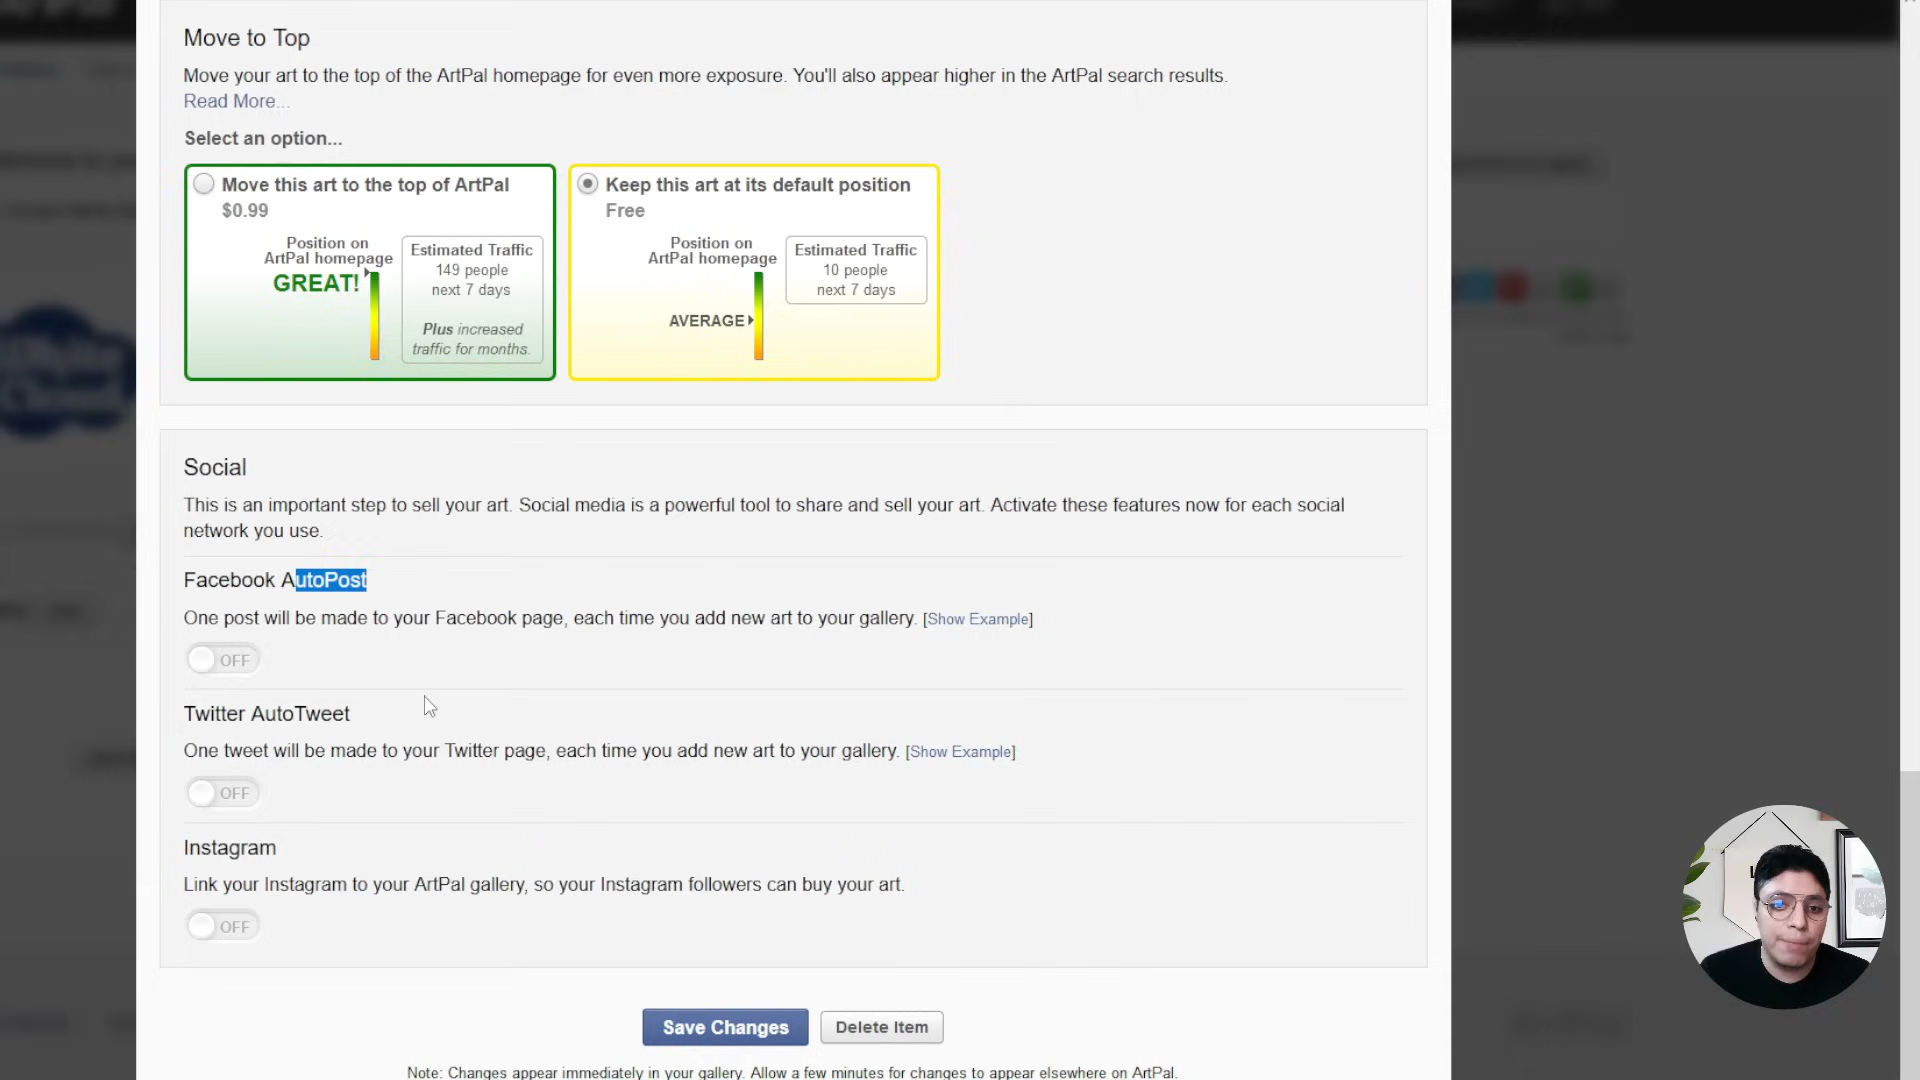 Move to Top
Move your art to the top of the ArtPal homepage for even more exposure. You'll also appear higher in the ArtPal search results.
Read More...
Select an option...
Move this art to the top of ArtPal
$0.99
Position on
ArtPal homepage
GREAT!
Estimated Traffic
149 people
next 7 days
Plus increased
traffic for months.
Keep this art at its default position
Free
Position on
ArtPal homepage
AVERAGE
Estimated Traffic
10 people
next 7 days
Social
This is an important step to sell your art. Social media is a powerful tool to share and sell your art. Activate these features now for each social
network you use.
Facebook AutoPost
One post will be made to your Facebook page, each time you add new art to your gallery. [Show Example]
OFF
Twitter AutoTweet
One tweet will be made to your Twitter page, each time you add new art to your gallery. [Show Example]
OFF
Instagram
Link your Instagram to your ArtPal gallery, so your Instagram followers can buy your art.
OFF
Save Changes
Delete Item
Note: Changes appear immediately in your gallery. Allow a few minutes for changes to appear elsewhere on ArtPal.
White
Cloud